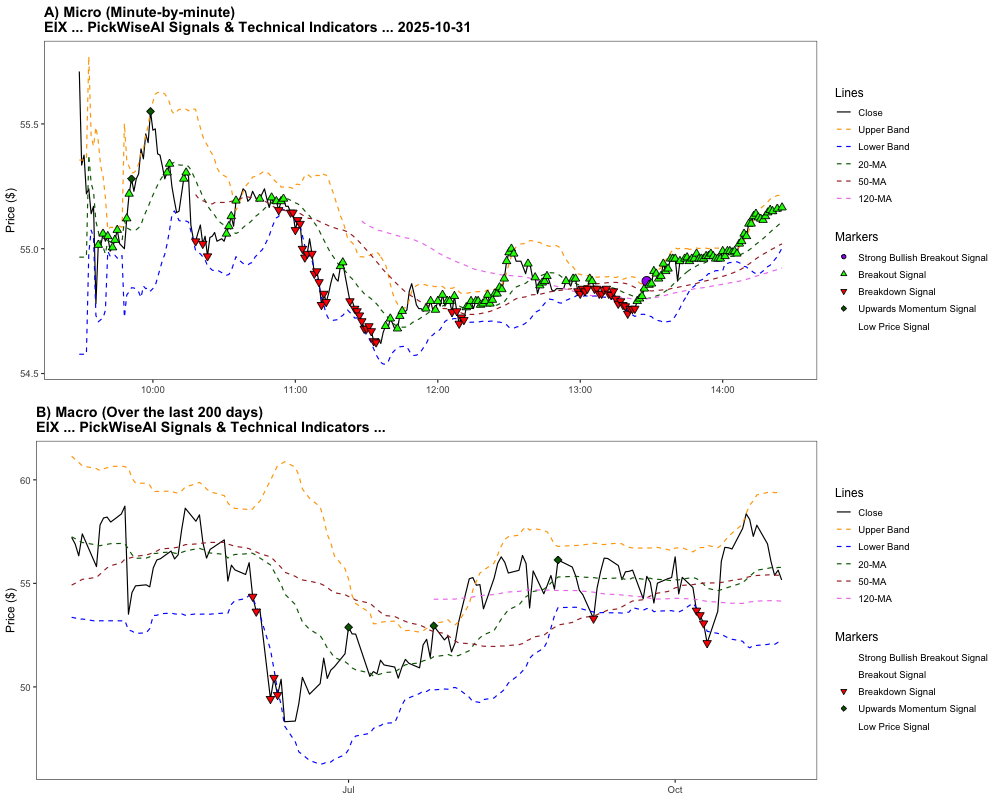 A) Micro (Minute-by-minute)
EIX ... PickWiseAI Signals & Technical Indicators ... 2025-10-31
Price ($)
55.5
55.0
54.5
10:00
11:00
12:00
13:00
14:00
Lines
Close
Upper Band
Lower Band
20-MA
50-MA
120-MA
Markers
Strong Bullish Breakout Signal
Breakout Signal
Breakdown Signal
Upwards Momentum Signal
Low Price Signal
B) Macro (Over the last 200 days)
EIX ... PickWiseAI Signals & Technical Indicators ...
Price ($)
60
55
50
Jul
Oct
Lines
Close
Upper Band
Lower Band
20-MA
50-MA
120-MA
Markers
Strong Bullish Breakout Signal
Breakout Signal
Breakdown Signal
Upwards Momentum Signal
Low Price Signal